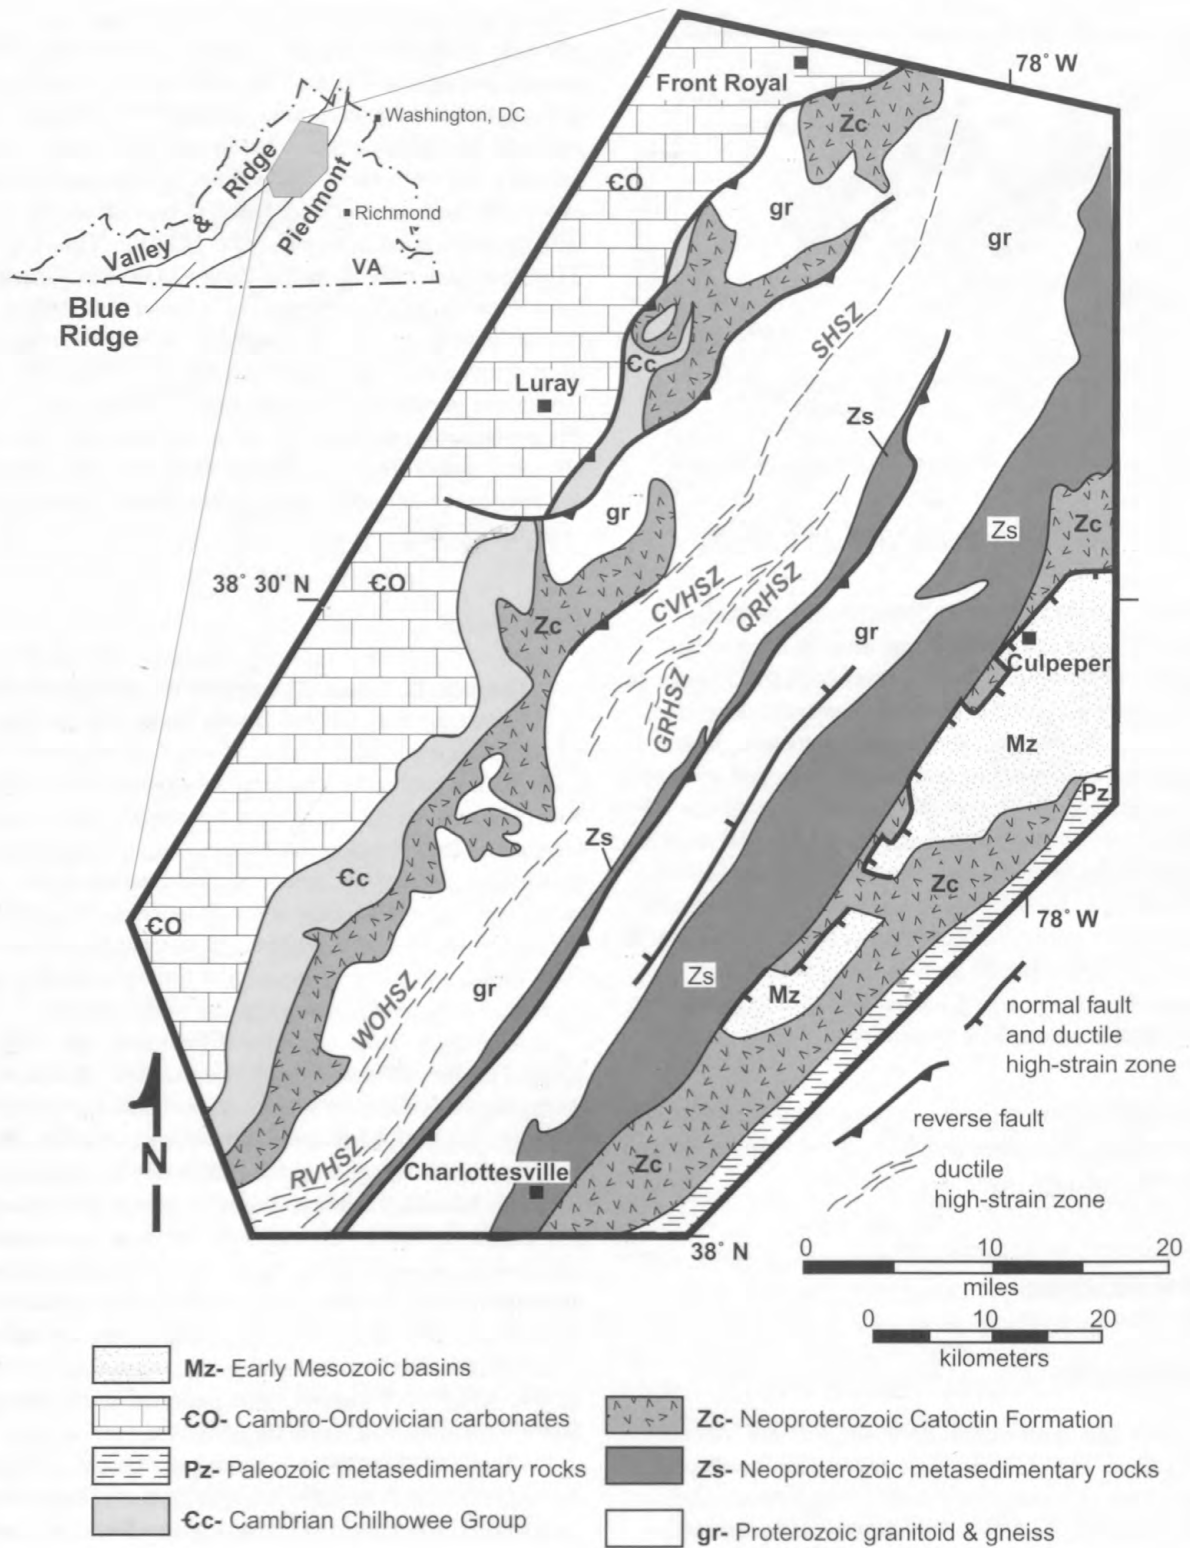 Washington, DC
Richmond
Valley & Ridge
Piedmont
VA
Blue
Ridge
78° W
Front Royal
Zc
ЄO
gr
gr
SHSZ
Єc
Luray
Zs
gr
Zs
Zc
38° 30' N
ЄO
CVHSZ
QRHSZ
Zc
gr
Culpeper
GRHSZ
Mz
Pz
Zs
Єc
Zc
78° W
ЄO
Zs
gr
WOHSZ
Mz
normal fault
and ductile
high-strain zone
reverse fault
N
RVHSZ
Charlottesville
Zc
ductile
high-strain zone
38° N
0 10 20
miles
0 10 20
kilometers
Mz- Early Mesozoic basins
ЄO- Cambro-Ordovician carbonates
Pz- Paleozoic metasedimentary rocks
Єc- Cambrian Chilhowee Group
Zc- Neoproterozoic Catoctin Formation
Zs- Neoproterozoic metasedimentary rocks
gr- Proterozoic granitoid & gneiss